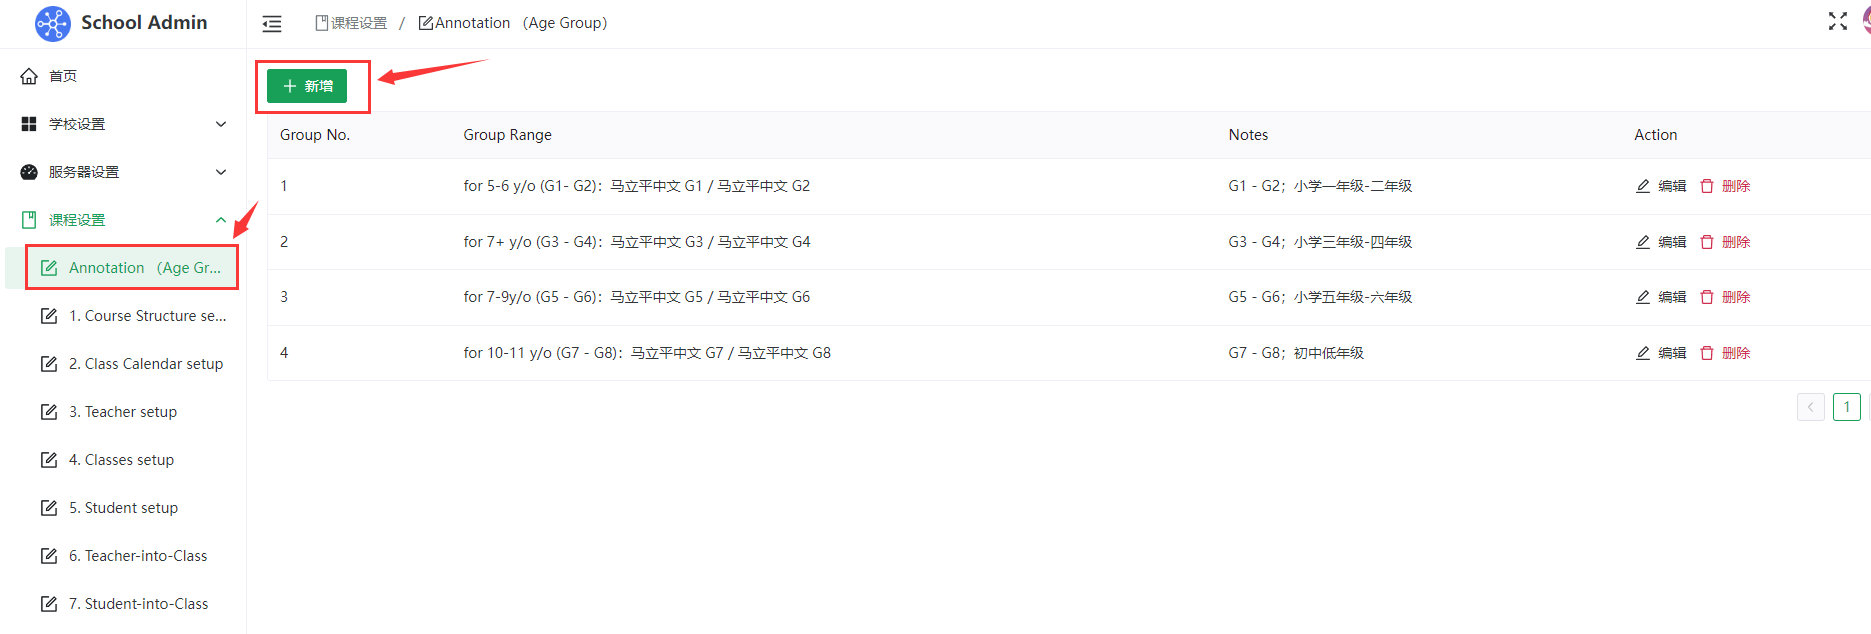 School Admin
课程设置 / Annotation （Age Group）
首页
学校设置
服务器设置
课程设置
Annotation （Age Gr...
1. Course Structure se...
2. Class Calendar setup
3. Teacher setup
4. Classes setup
5. Student setup
6. Teacher-into-Class
7. Student-into-Class
+ 新增
Group No. Group Range Notes Action
1 for 5-6 y/o (G1- G2)：马立平中文 G1 / 马立平中文 G2 G1 - G2；小学一年级-二年级 编辑 删除
2 for 7+ y/o (G3 - G4)：马立平中文 G3 / 马立平中文 G4 G3 - G4；小学三年级-四年级 编辑 删除
3 for 7-9y/o (G5 - G6)：马立平中文 G5 / 马立平中文 G6 G5 - G6；小学五年级-六年级 编辑 删除
4 for 10-11 y/o (G7 - G8)：马立平中文 G7 / 马立平中文 G8 G7 - G8；初中低年级 编辑 删除
1